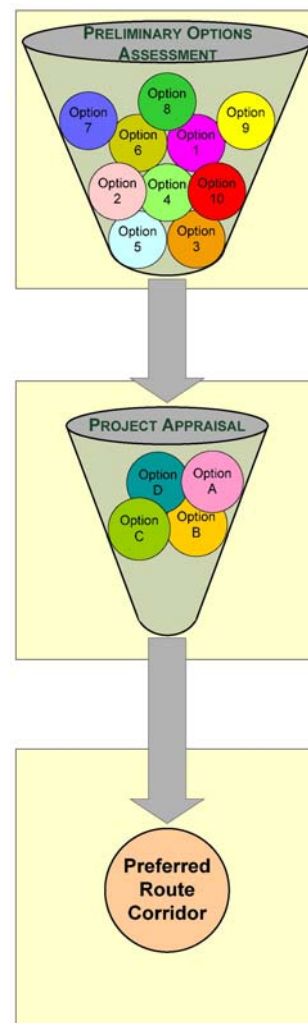 PRELIMINARY OPTIONS
ASSESSMENT
Option
8
Option
7
Option
9
Option
6
Option
1
Option
2
Option
4
Option
10
Option
5
Option
3
PROJECT APPRAISAL
Option
D
Option
A
Option
C
Option
B
Preferred
Route
Corridor